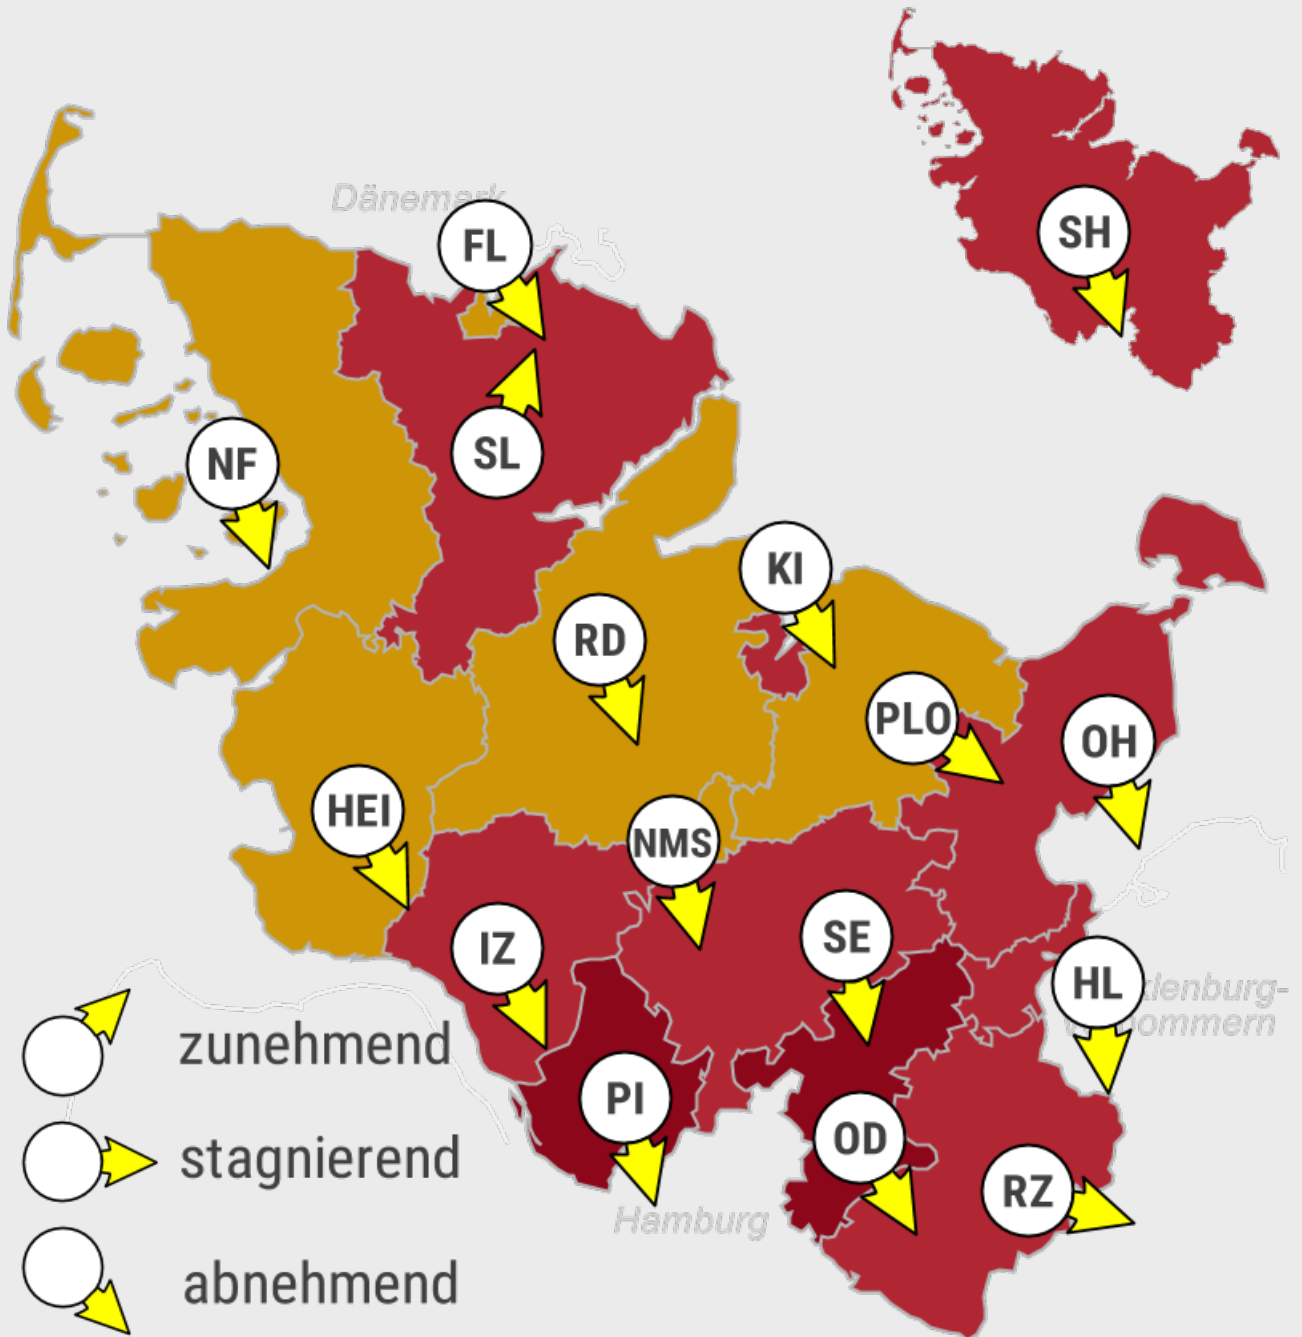 Dänemark
FL
SH
SL
NF
KI
RD
PLO
OH
HEI
NMS
SE
IZ
HL
zunehmend
PI
OD
stagnierend
RZ
Hamburg
abnehmend